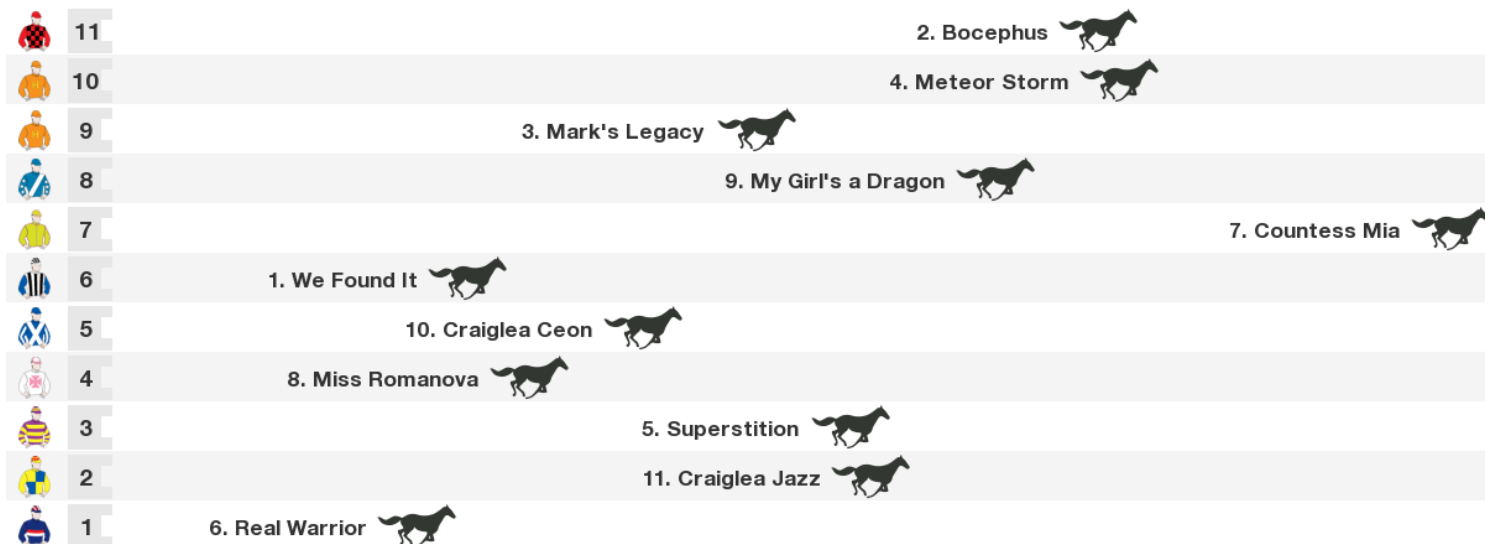 11 2. Bocephus
10 4. Meteor Storm
9 3. Mark's Legacy
8 9. My Girl's a Dragon
7 7. Countess Mia
6 1. We Found It
5 10. Craiglea Ceon
4 8. Miss Romanova
3 5. Superstition
2 11. Craiglea Jazz
1 6. Real Warrior